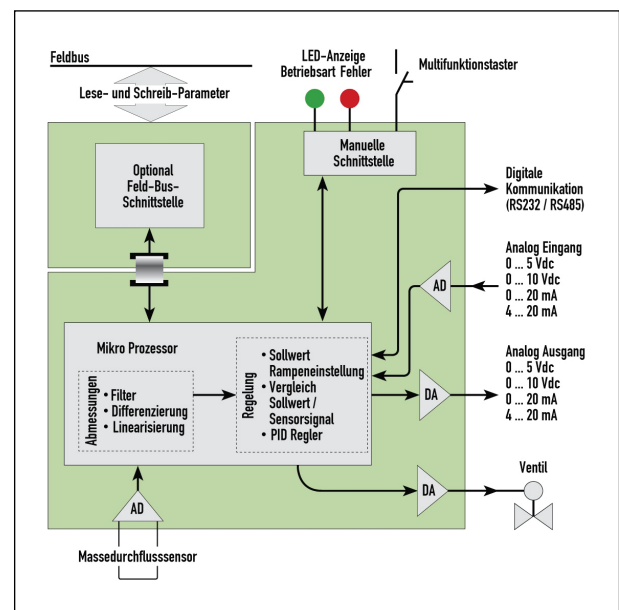 Feldbus
Lese- und Schreib-Parameter
LED-Anzeige
Betriebsart Fehler
Multifunktionstaster
Optional
Feld-Bus-
Schnittstelle
Manuelle
Schnittstelle
Digitale
Kommunikation
(RS232 / RS485)
Analog Eingang
0 ... 5 Vdc
0 ... 10 Vdc
0 ... 20 mA
4 ... 20 mA
AD
Mikro Prozessor
Abmessungen
• Filter
• Differenzierung
• Linearisierung
Regelung
• Sollwert
Rampeneinstellung
• Vergleich
Sollwert /
Sensorsignal
• PID Regler
Analog Ausgang
0 ... 5 Vdc
0 ... 10 Vdc
0 ... 20 mA
4 ... 20 mA
DA
DA
Ventil
AD
Massedurchflusssensor